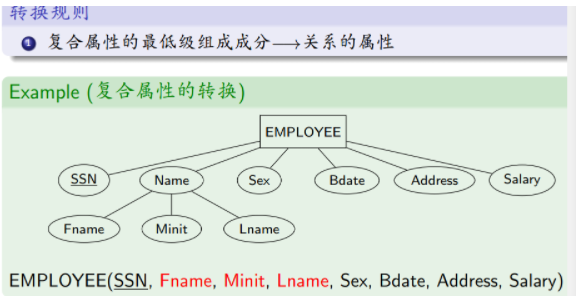 转换规则
1 复合属性的最低级组成成分⟶关系的属性
Example (复合属性的转换)
EMPLOYEE
SSN Name Sex Bdate Address Salary
Fname Minit Lname
EMPLOYEE(SSN, Fname, Minit, Lname, Sex, Bdate, Address, Salary)